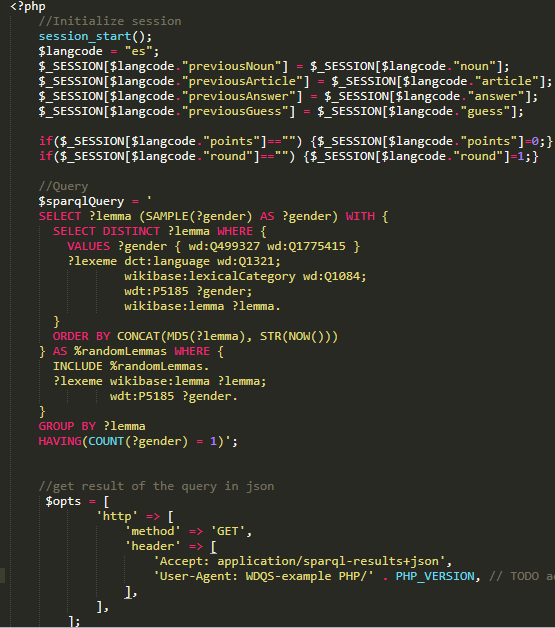 <?php
//Initialize session
session_start();
$langcode = "es";
$_SESSION[$langcode."previousNoun"] = $_SESSION[$langcode."noun"];
$_SESSION[$langcode."previousArticle"] = $_SESSION[$langcode."article"];
$_SESSION[$langcode."previousAnswer"] = $_SESSION[$langcode."answer"];
$_SESSION[$langcode."previousGuess"] = $_SESSION[$langcode."guess"];
if($_SESSION[$langcode."points"]=="") {$_SESSION[$langcode."points"]=0;}
if($_SESSION[$langcode."round"]=="") {$_SESSION[$langcode."round"]=1;}
//Query
$sparqlQuery = '
SELECT ?lemma (SAMPLE(?gender) AS ?gender) WITH {
SELECT DISTINCT ?lemma WHERE {
VALUES ?gender { wd:Q499327 wd:Q1775415 }
?lexeme dct:language wd:Q1321;
wikibase:lexicalCategory wd:Q1084;
wdt:P5185 ?gender;
wikibase:lemma ?lemma.
}
ORDER BY CONCAT(MD5(?lemma), STR(NOW()))
} AS %randomLemmas WHERE {
INCLUDE %randomLemmas.
?lexeme wikibase:lemma ?lemma;
wdt:P5185 ?gender.
}
GROUP BY ?lemma
HAVING(COUNT(?gender) = 1)';
//get result of the query in json
$opts = [
'http' => [
'method' => 'GET',
'header' => [
'Accept: application/sparql-results+json',
'User-Agent: WDQS-example PHP/' . PHP_VERSION, // TODO
],
],
];